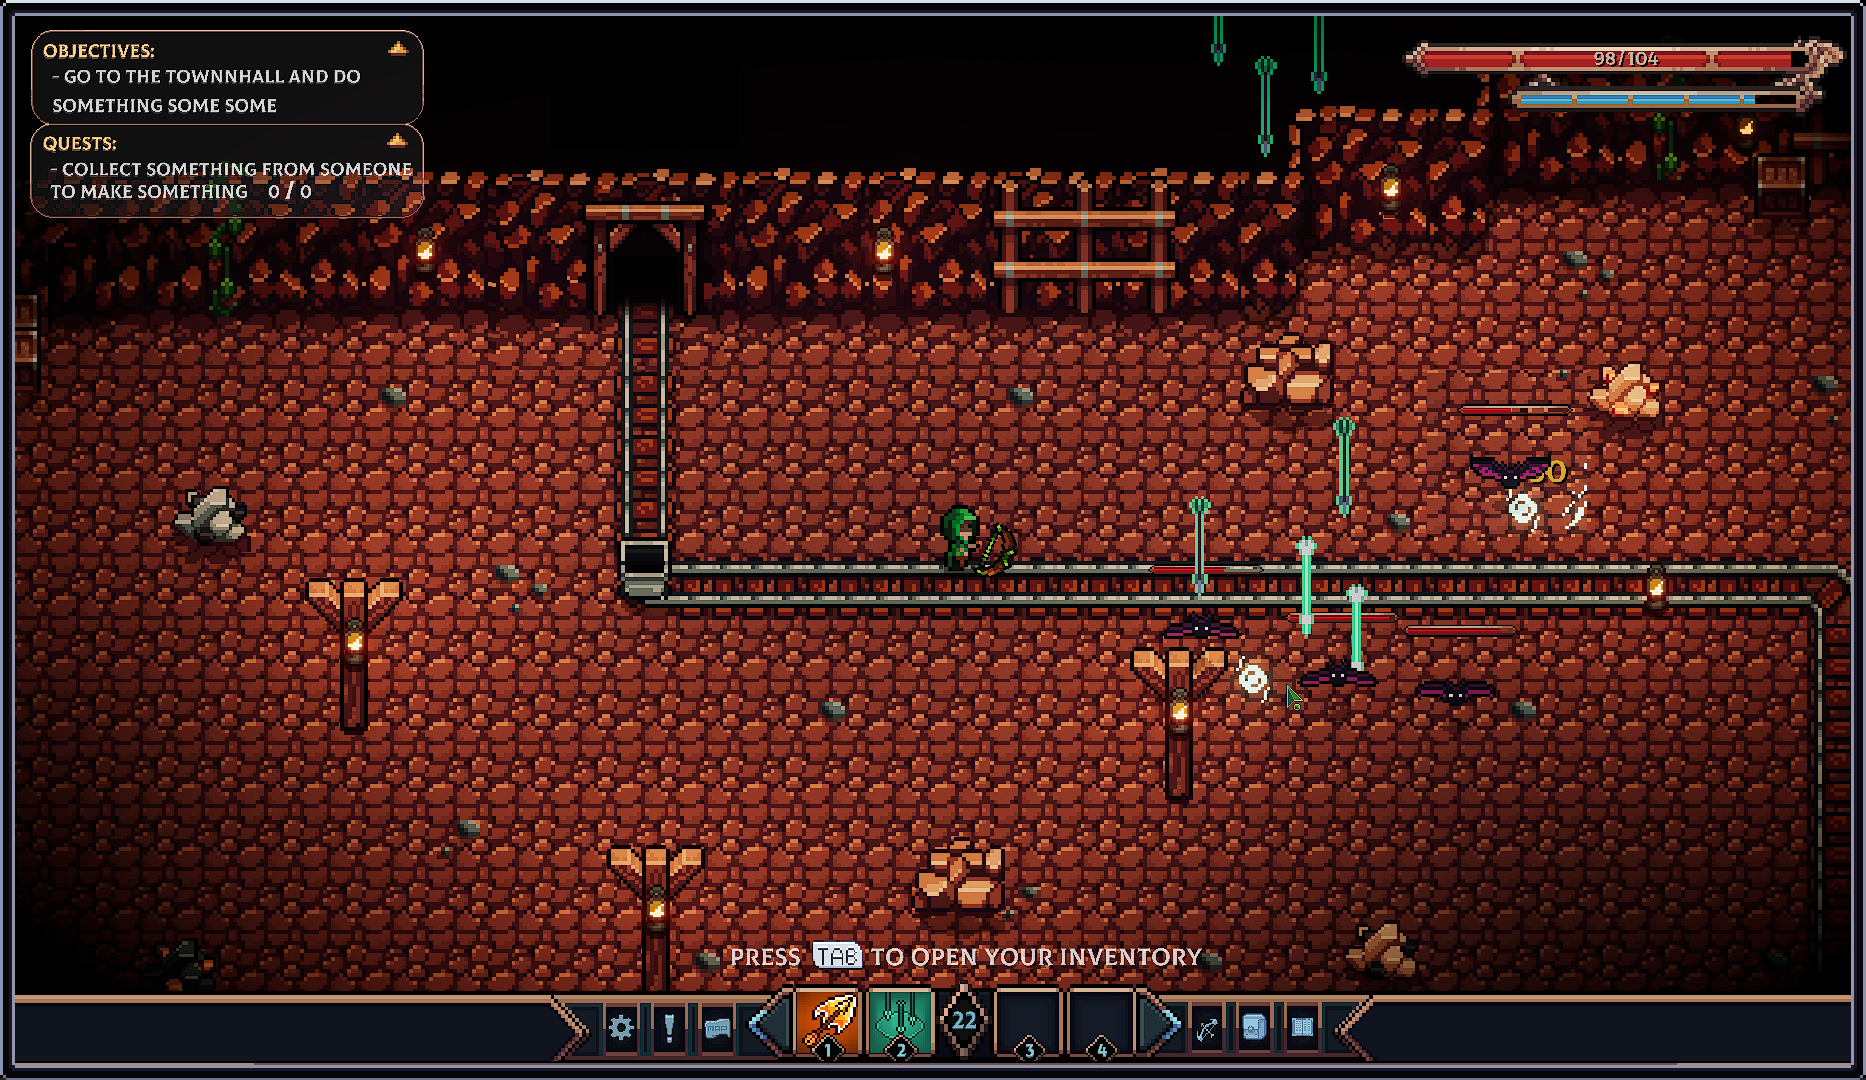 OBJECTIVES:
- GO TO THE TOWNNHALL AND DO
SOMETHING SOME SOME
QUESTS:
- COLLECT SOMETHING FROM SOMEONE
TO MAKE SOMETHING 0 / 0
98/104
PRESS TAB TO OPEN YOUR INVENTORY
MAP
1
2
22
3
4